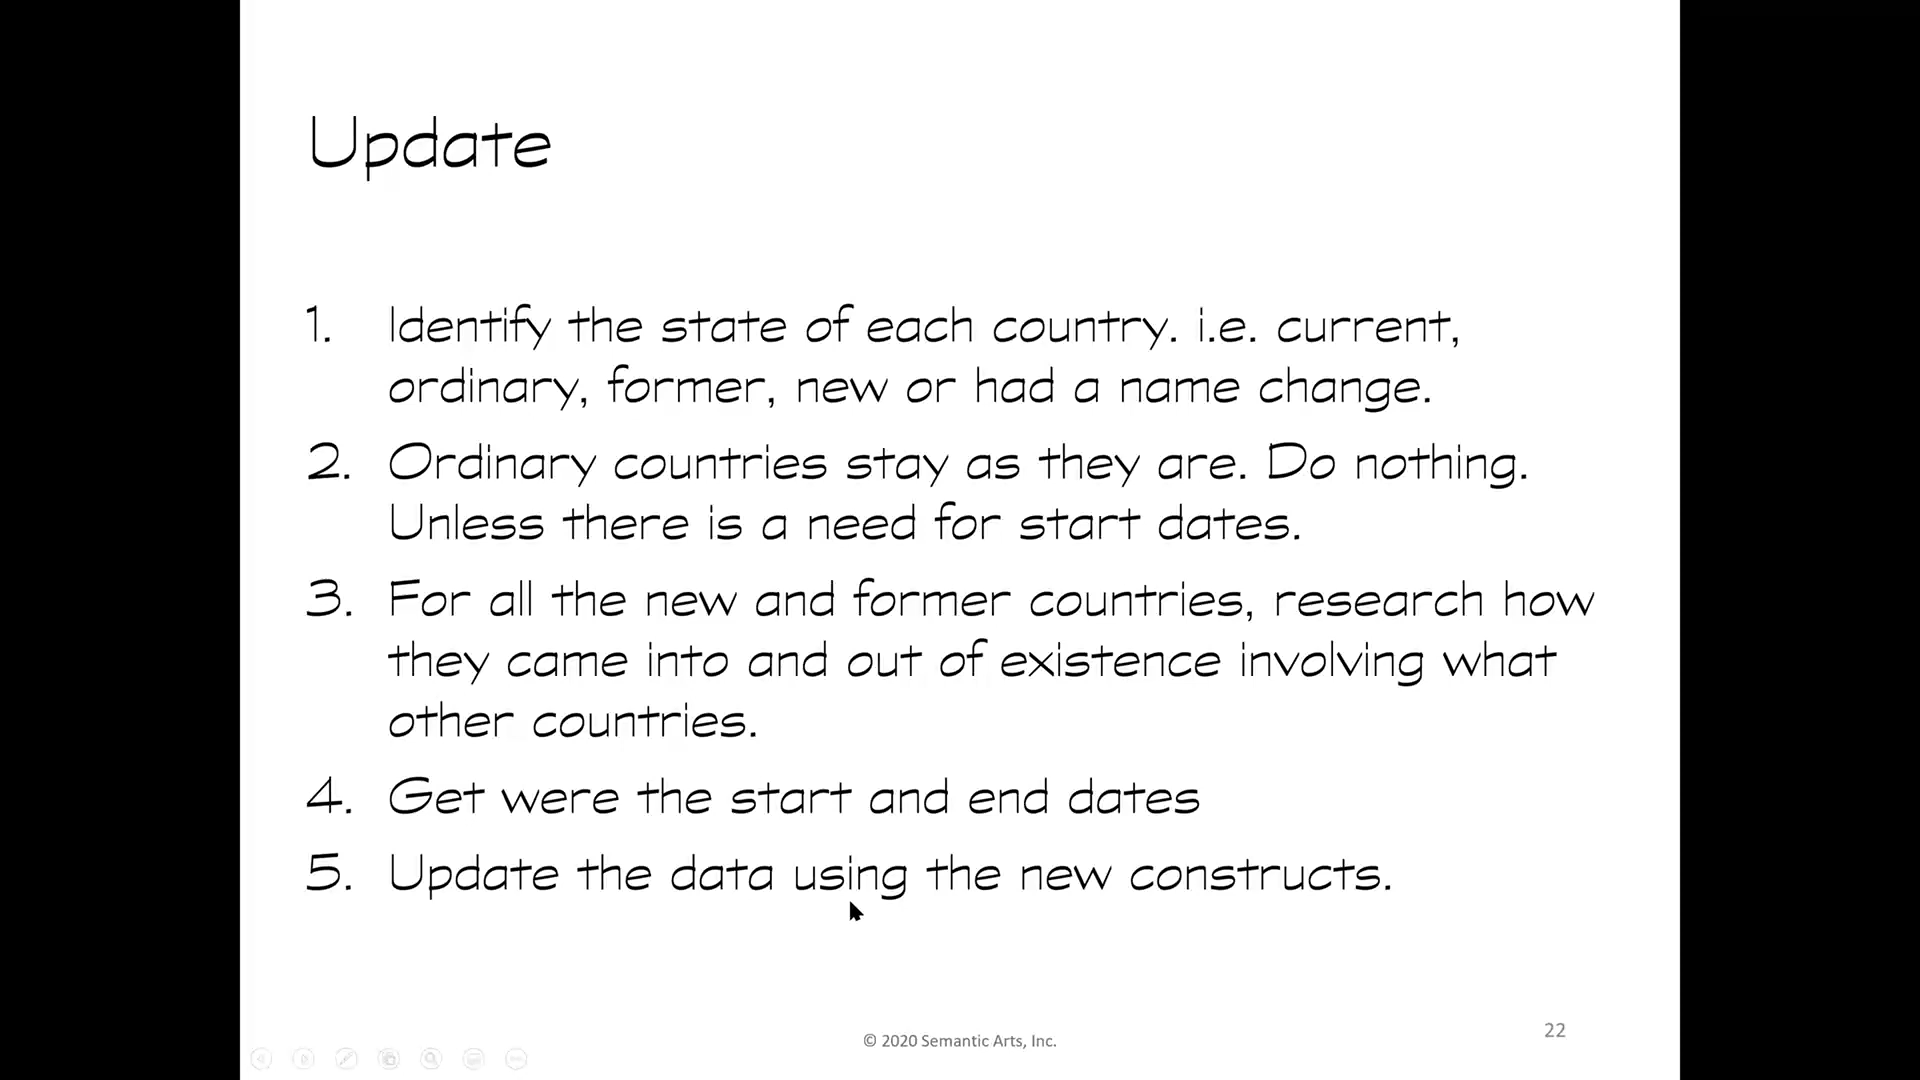 Update
1. Identify the state of each country. i.e. current,
ordinary, former, new or had a name change.
2. Ordinary countries stay as they are. Do nothing.
Unless there is a need for start dates.
3. For all the new and former countries, research how
they came into and out of existence involving what
other countries.
4. Get were the start and end dates
5. Update the data using the new constructs.
© 2020 Semantic Arts, Inc.
22